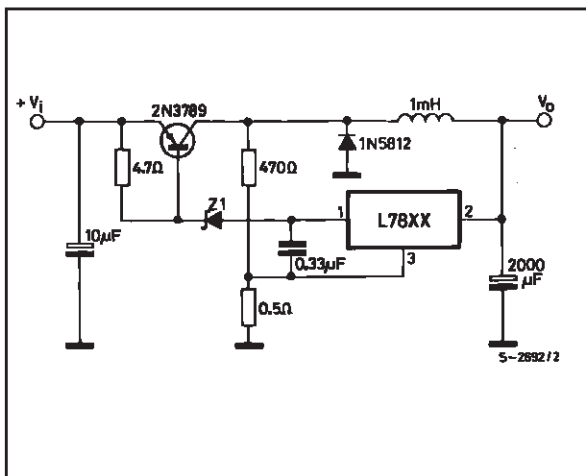 + Vi
2N3789
1mH
Vo
4.7Ω
470Ω
1N5812
Z1
1
L78XX
2
10µF
0.33µF
3
2000
µF
0.5Ω
S-2692/2